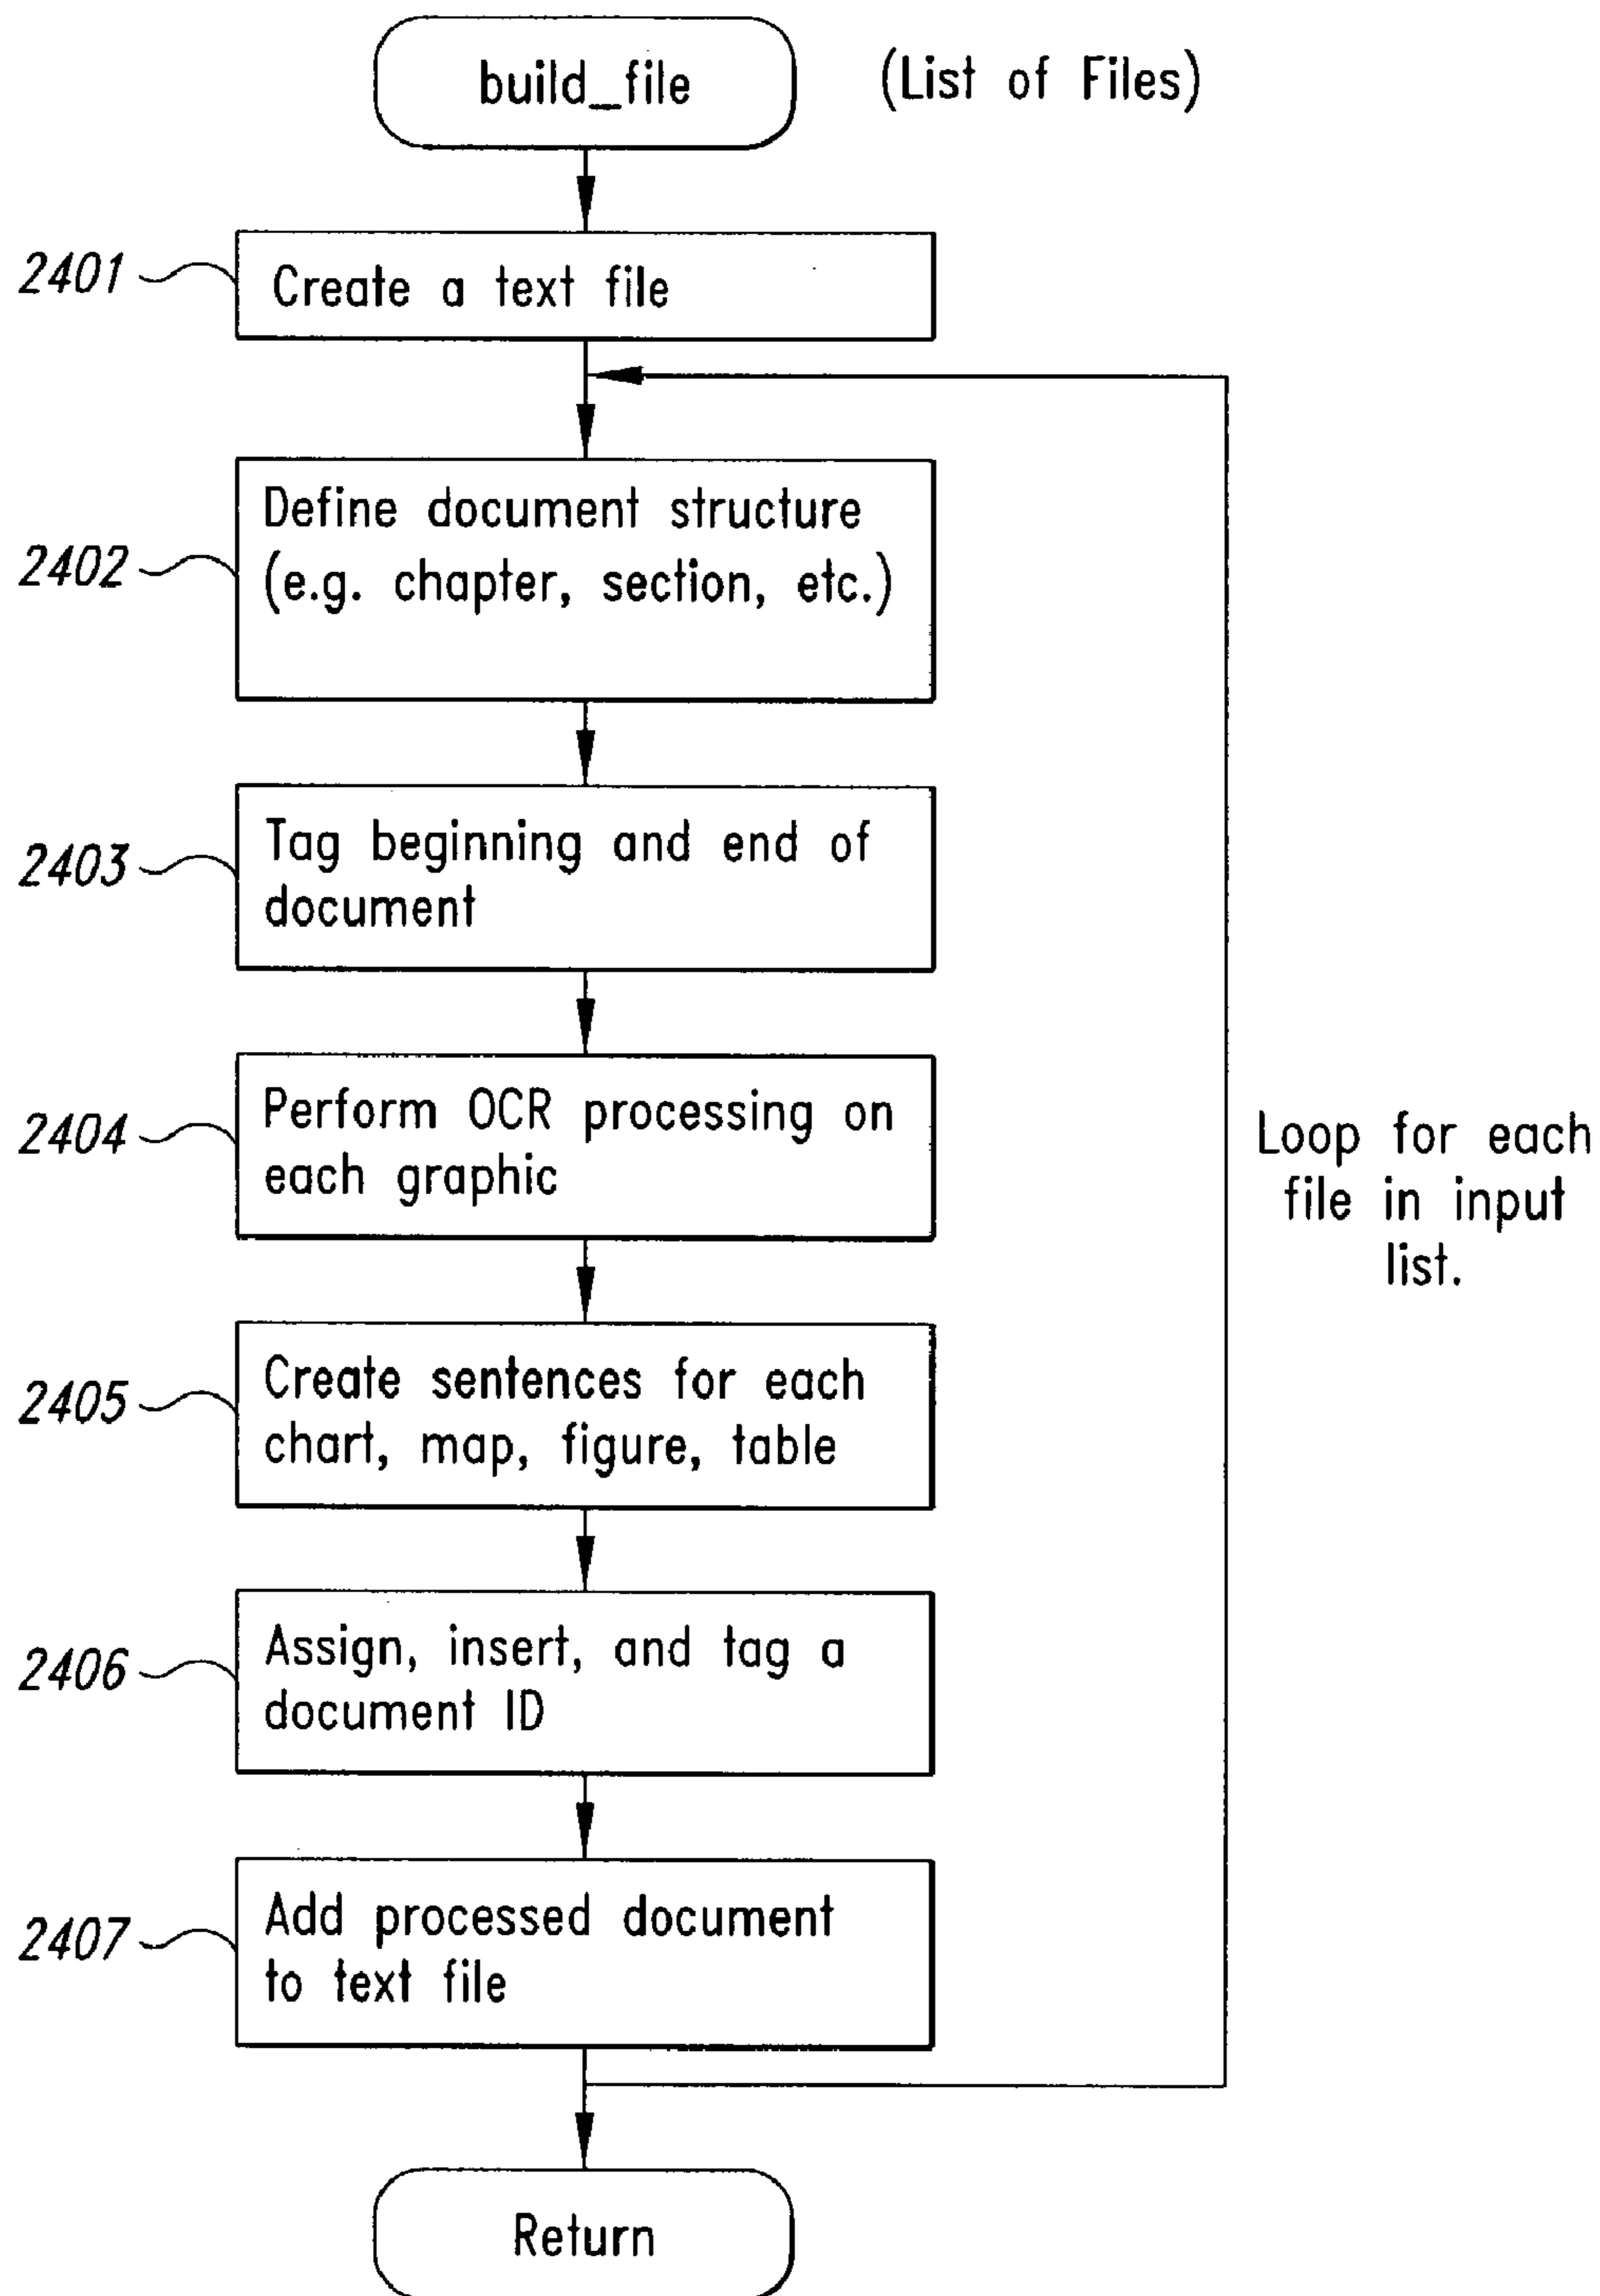 build_file
(List of Files)
2401
Create a text file
2402
Define document structure
(e.g. chapter, section, etc.)
2403
Tag beginning and end of
document
2404
Perform OCR processing on
each graphic
Loop for each
file in input
list.
2405
Create sentences for each
chart, map, figure, table
2406
Assign, insert, and tag a
document ID
2407
Add processed document
to text file
Return